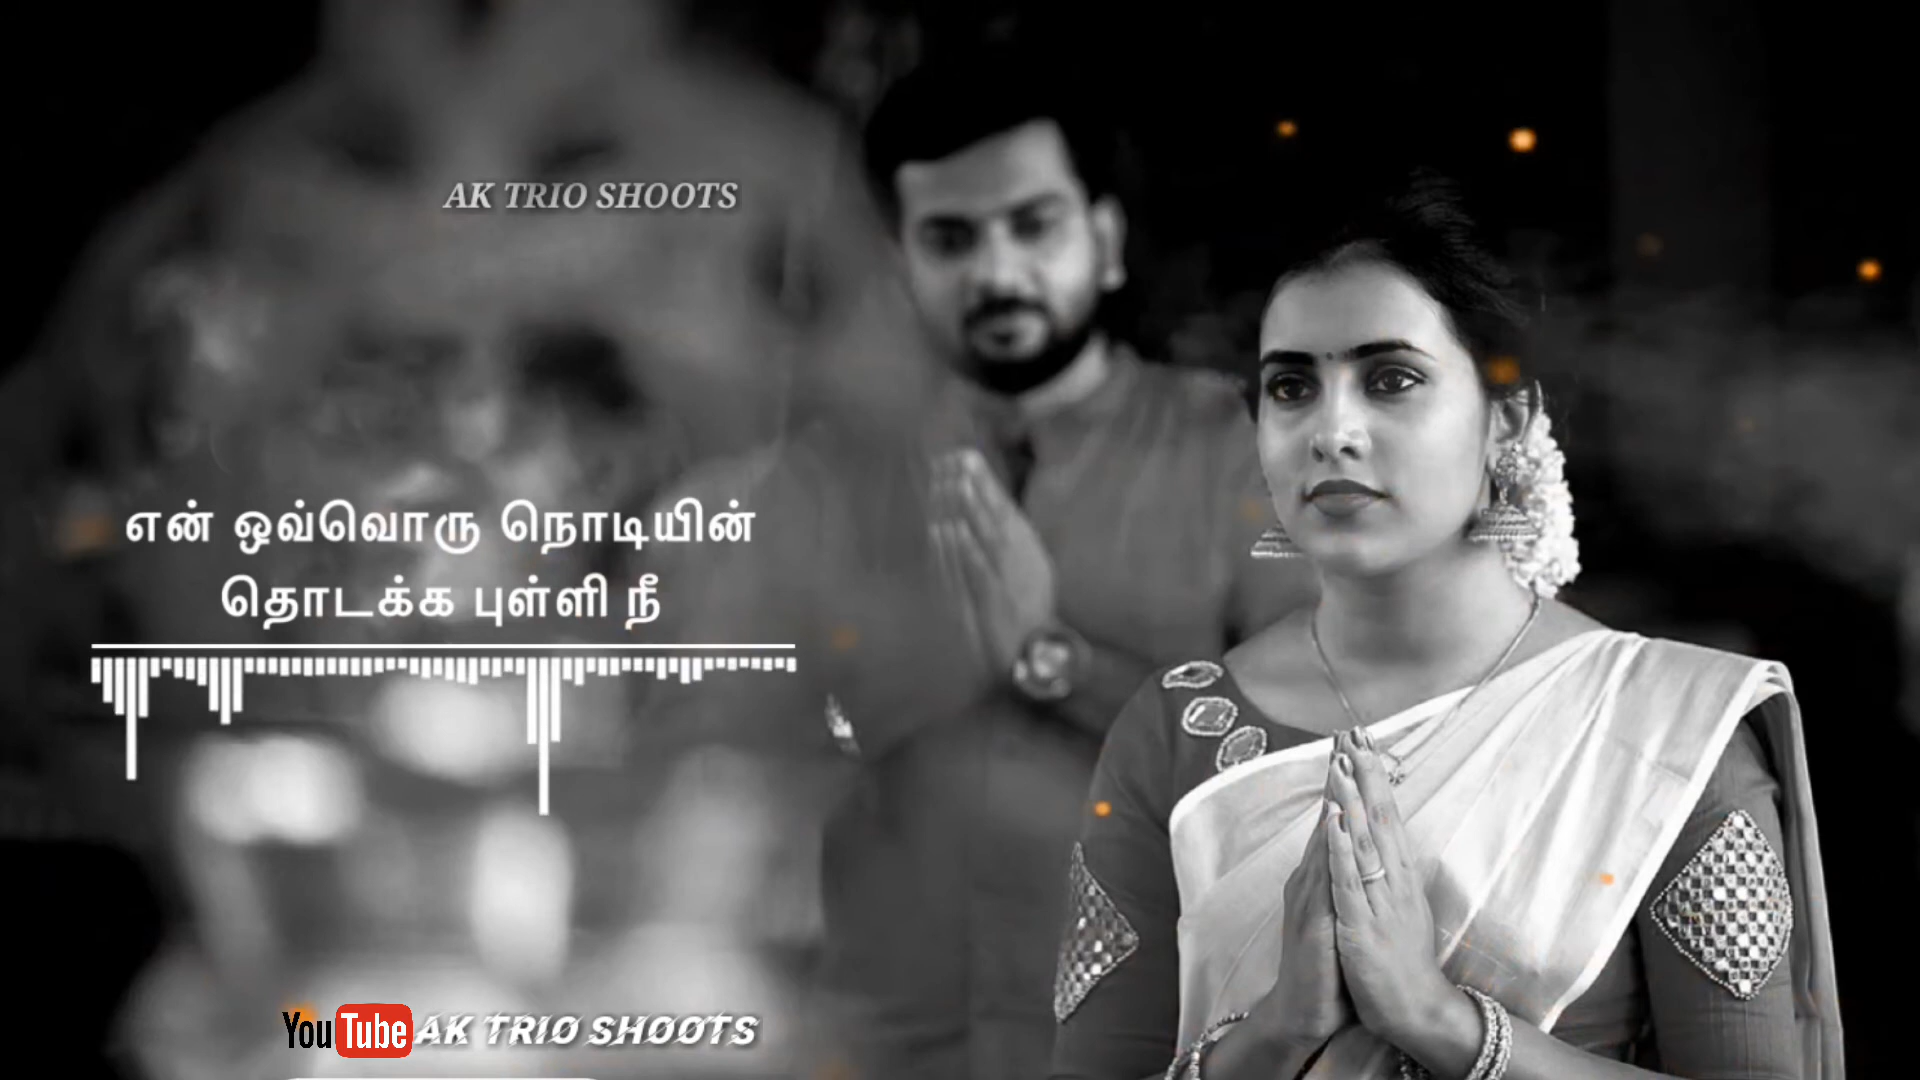 AK TRIO SHOOTS
என் ஒவ்வொரு நொடியின்
தொடக்க புள்ளி நீ
YouTube AK TRIO SHOOTS